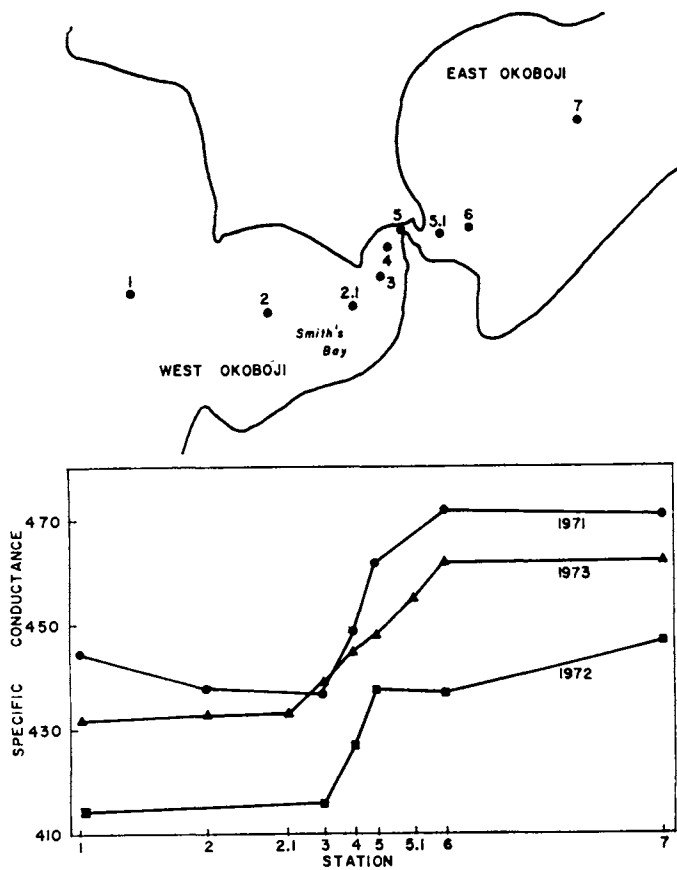 EAST OKOBOJI
7
5
5.1
6
4
3
1
2
2.1
Smith's
Bay
WEST OKOBOJI
SPECIFIC CONDUCTANCE
470
450
430
410
1971
1973
1972
1 2 2.1 3 4 5 5.1 6 7
STATION